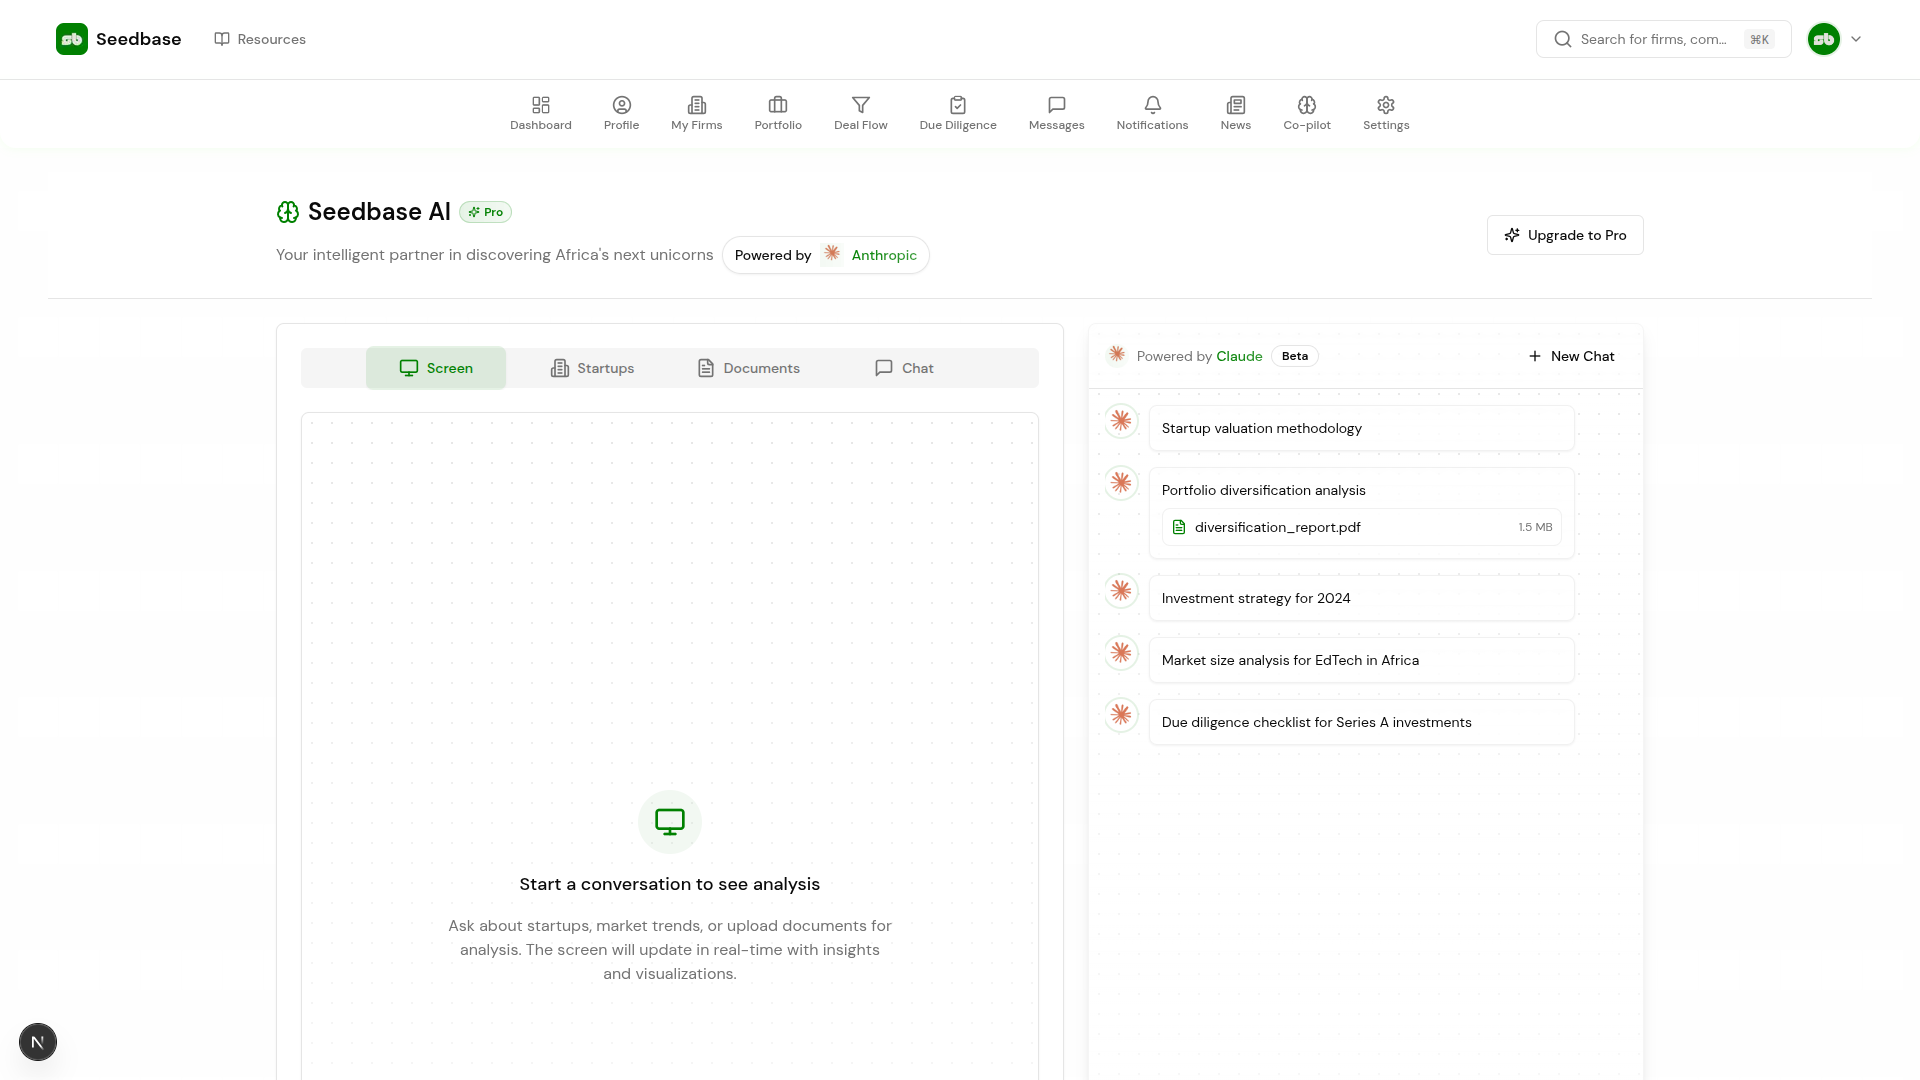 sb Seedbase
Resources
Search for firms, com... ⌘K
sb
Dashboard
Profile
My Firms
Portfolio
Deal Flow
Due Diligence
Messages
Notifications
News
Co-pilot
Settings
Seedbase AI
Pro
Your intelligent partner in discovering Africa's next unicorns
Powered by Anthropic
Upgrade to Pro
Screen
Startups
Documents
Chat
Start a conversation to see analysis
Ask about startups, market trends, or upload documents for
analysis. The screen will update in real-time with insights
and visualizations.
Powered by Claude
Beta
New Chat
Startup valuation methodology
Portfolio diversification analysis
diversification_report.pdf 1.5 MB
Investment strategy for 2024
Market size analysis for EdTech in Africa
Due diligence checklist for Series A investments
N